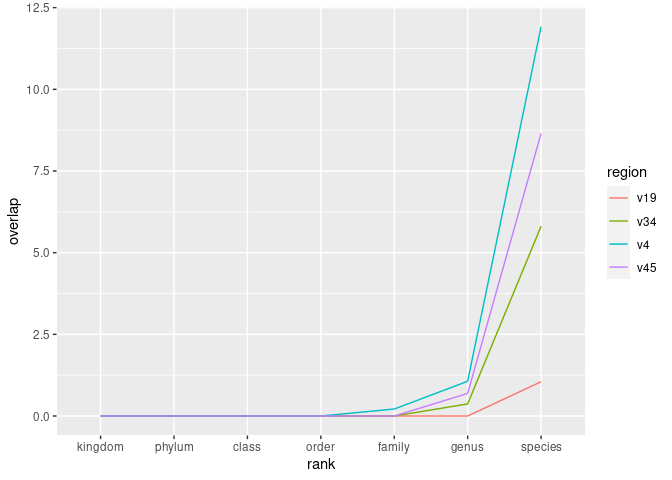 12.5
10.0
7.5
5.0
2.5
0.0
overlap
kingdom phylum class order family genus species
rank
region
v19
v34
v4
v45